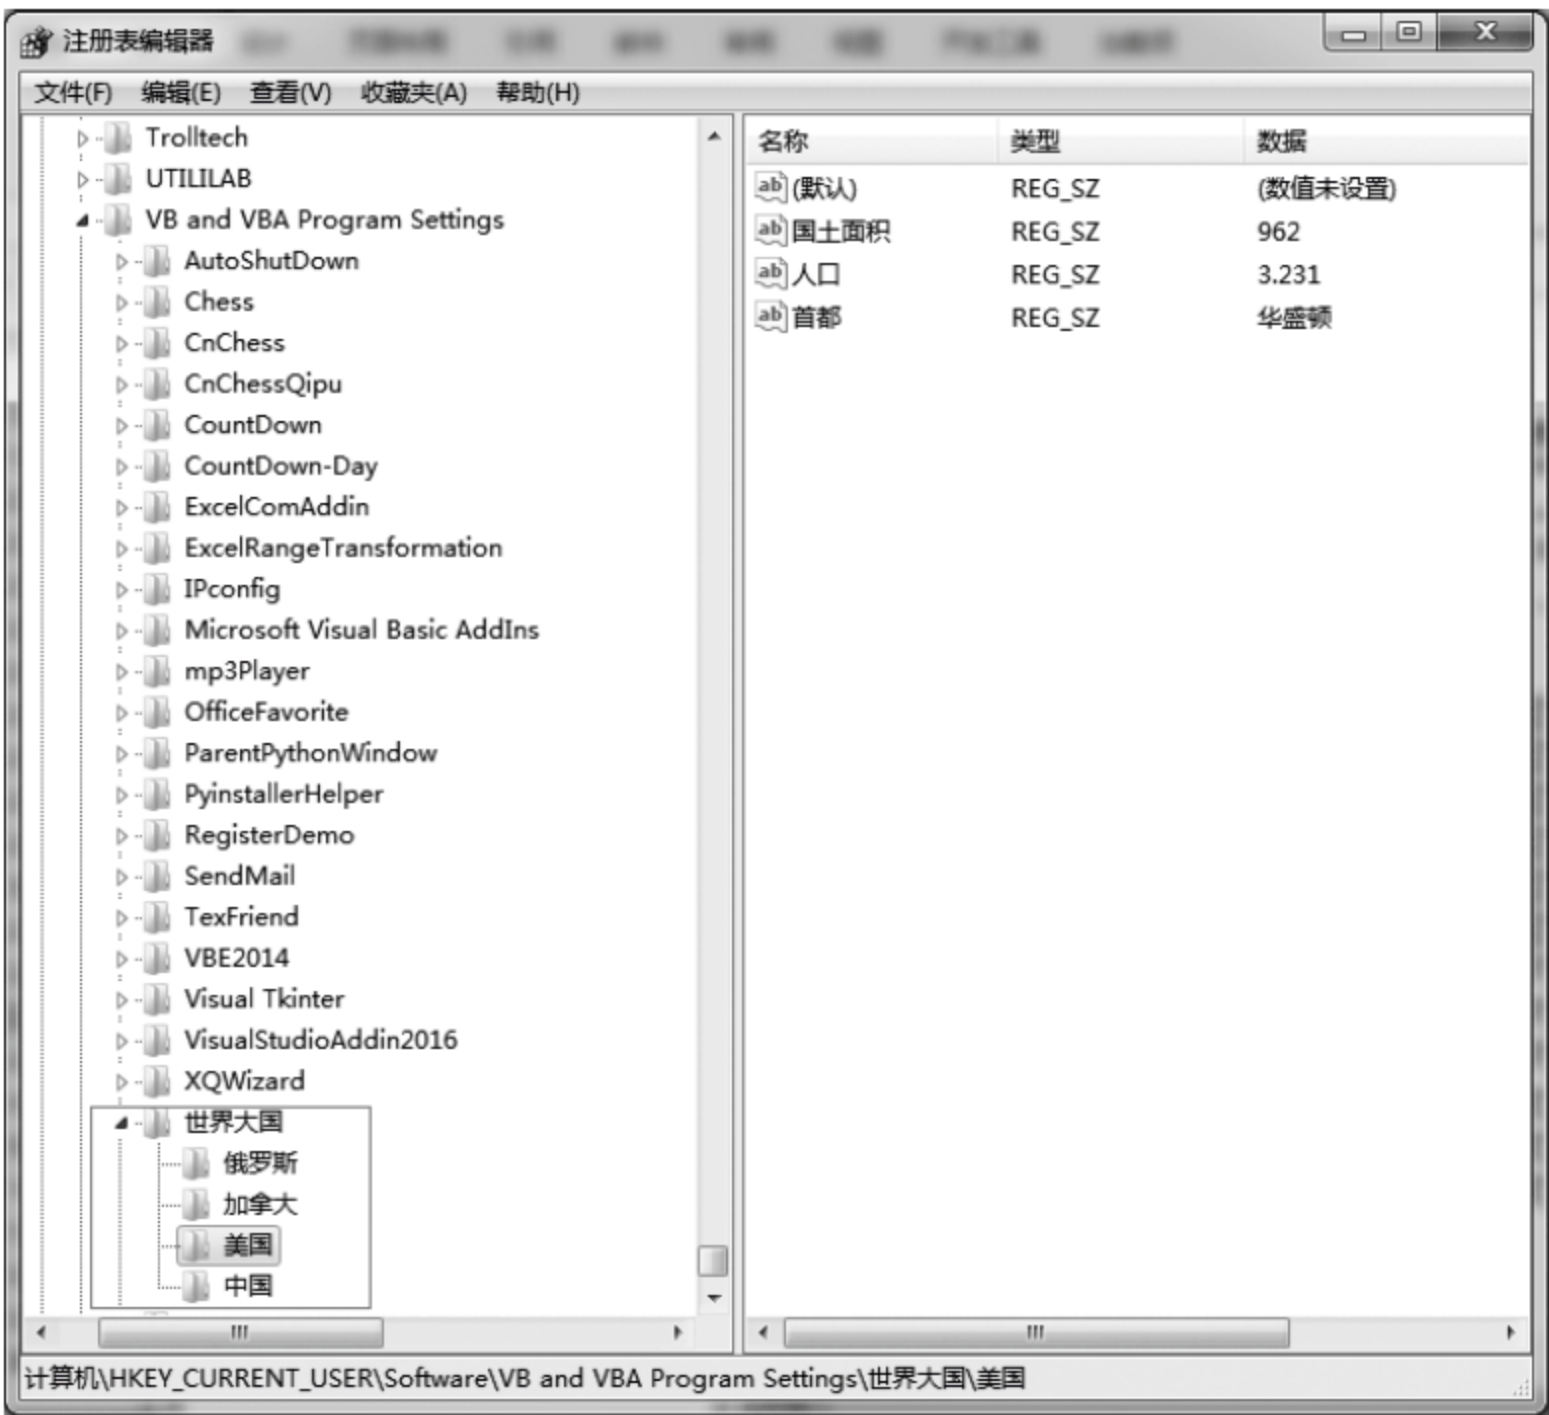 注册表编辑器
文件(F) 编辑(E) 查看(V) 收藏夹(A) 帮助(H)
Trolltech
UTILILAB
VB and VBA Program Settings
AutoShutDown
Chess
CnChess
CnChessQipu
CountDown
CountDown-Day
ExcelComAddin
ExcelRangeTransformation
IPconfig
Microsoft Visual Basic AddIns
mp3Player
OfficeFavorite
ParentPythonWindow
PyinstallerHelper
RegisterDemo
SendMail
TexFriend
VBE2014
Visual Tkinter
VisualStudioAddin2016
XQWizard
世界大国
俄罗斯
加拿大
美国
中国
名称 类型 数据
(默认) REG_SZ (数值未设置)
国土面积 REG_SZ 962
人口 REG_SZ 3.231
首都 REG_SZ 华盛顿
计算机\HKEY_CURRENT_USER\Software\VB and VBA Program Settings\世界大国\美国